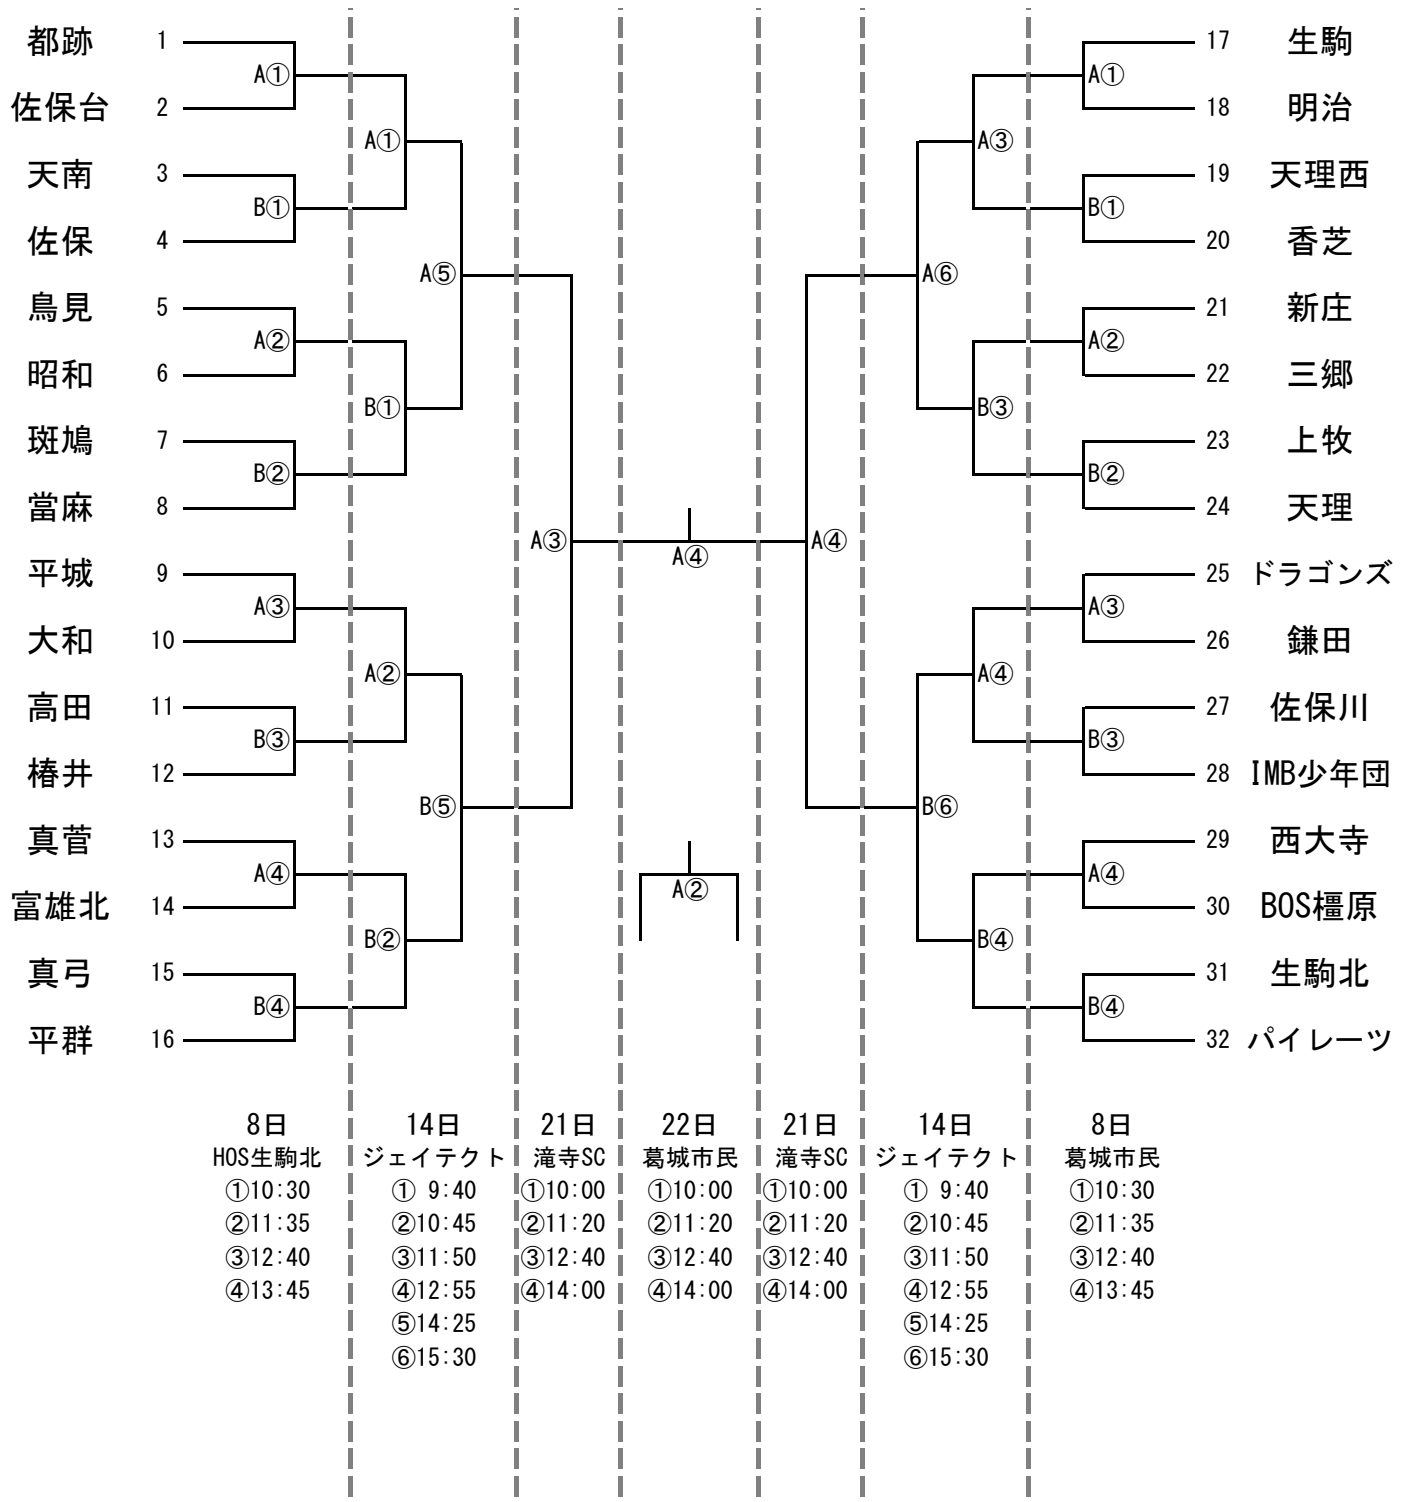 都跡 1 17 生駒
A① A①
佐保台 2 18 明治
A① A③
天南 3 19 天理西
B① B①
佐保 4 20 香芝
A⑤ A⑥
鳥見 5 21 新庄
A② A②
昭和 6 22 三郷
B① B③
斑鳩 7 23 上牧
B② B②
當麻 8 24 天理
A③ A④ A④
平城 9 25 ドラゴンズ
A③ A③
大和 10 26 鎌田
A② A④
高田 11 27 佐保川
B③ B③
椿井 12 28 IMB少年団
B⑤ B⑥
真菅 13 29 西大寺
A④ A② A④
富雄北 14 30 BOS橿原
B② B④
真弓 15 31 生駒北
B④ B④
平群 16 32 パイレーツ
8日 14日 21日 22日 21日 14日 8日
HOS生駒北 ジェイテクト 滝寺SC 葛城市民 滝寺SC ジェイテクト 葛城市民
①10:30 ① 9:40 ①10:00 ①10:00 ①10:00 ① 9:40 ①10:30
②11:35 ②10:45 ②11:20 ②11:20 ②11:20 ②10:45 ②11:35
③12:40 ③11:50 ③12:40 ③12:40 ③12:40 ③11:50 ③12:40
④13:45 ④12:55 ④14:00 ④14:00 ④14:00 ④12:55 ④13:45
⑤14:25 ⑤14:25
⑥15:30 ⑥15:30